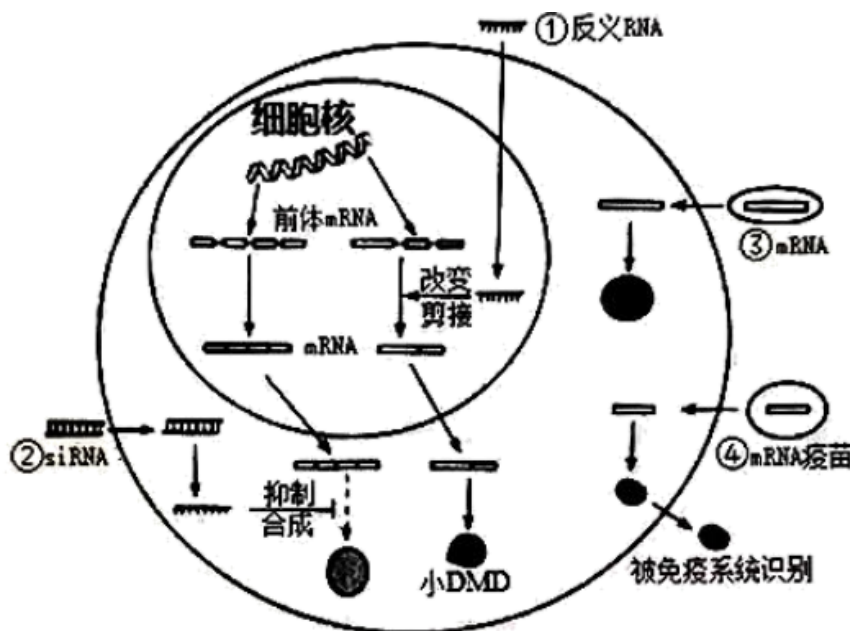 ①反义RNA
细胞核
前体mRNA
③mRNA
改变
剪接
mRNA
②siRNA
④mRNA疫苗
抑制
合成
小DMD
被免疫系统识别